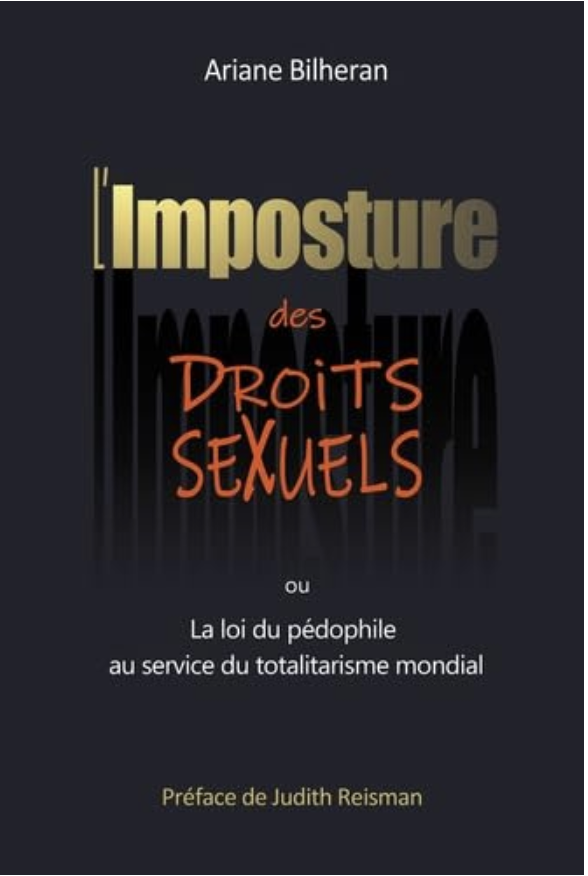 Ariane Bilheran
L'Imposture
des
DROiTS
SEXUELS
ou
La loi du pédophile
au service du totalitarisme mondial
Préface de Judith Reisman